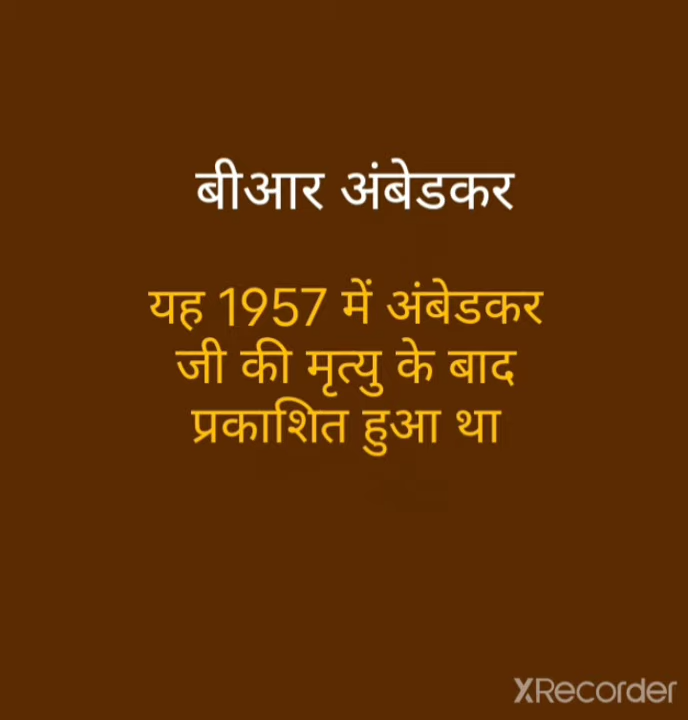 बीआर अंबेडकर
यह 1957 में अंबेडकर
जी की मृत्यु के बाद
प्रकाशित हुआ था
XRecorder